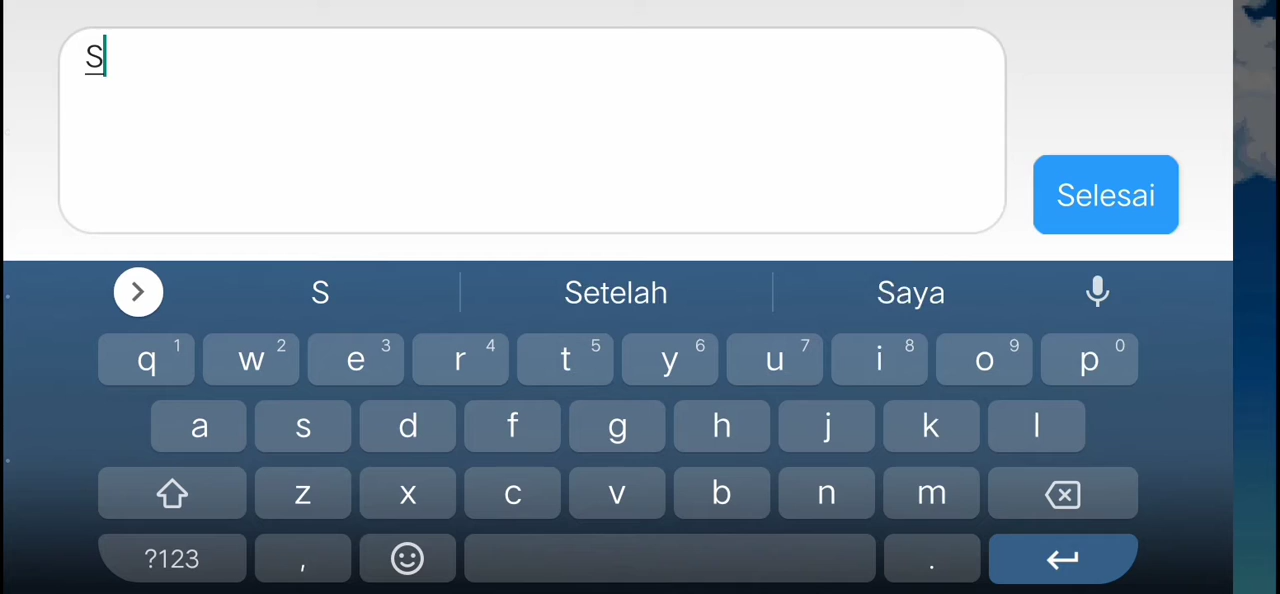 S
Selesai
S Setelah Saya
q 1 w 2 e 3 r 4 t 5 y 6 u 7 i 8 o 9 p 0
a s d f g h j k l
z x c v b n m
?123 , .